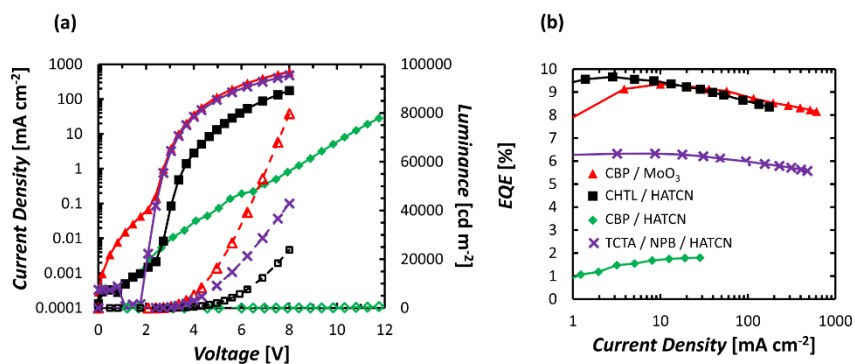 (a)
Current Density [mA cm-2]
1000
100
10
1
0.1
0.01
0.001
0.0001
0 2 4 6 8 10 12
Voltage [V]
100000
80000
60000
40000
20000
0
Luminance [cd m-2]
(b)
EQE [%]
10
9
8
7
6
5
4
3
2
1
0
CBP / MoO3
CHTL / HATCN
CBP / HATCN
TCTA / NPB / HATCN
1 10 100 1000
Current Density [mA cm-2]